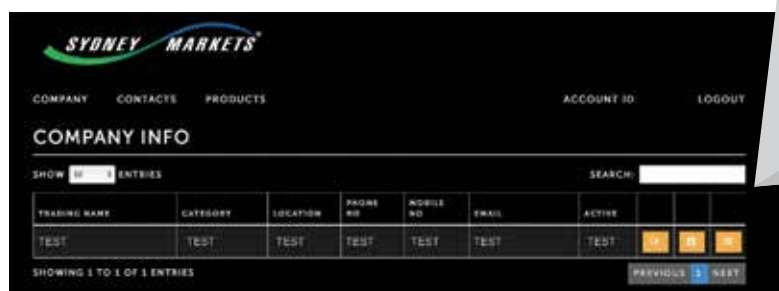 SYDNEY MARKETS
COMPANY CONTACTS PRODUCTS ACCOUNT ID LOGOUT
COMPANY INFO
SHOW ENTRIES SEARCH:
TRADING NAME CATEGORY LOCATION PHONE NO MOBILE NO EMAIL ACTIVE
TEST TEST TEST TEST TEST TEST TEST
SHOWING 1 TO 1 OF 1 ENTRIES PREVIOUS 1 NEXT